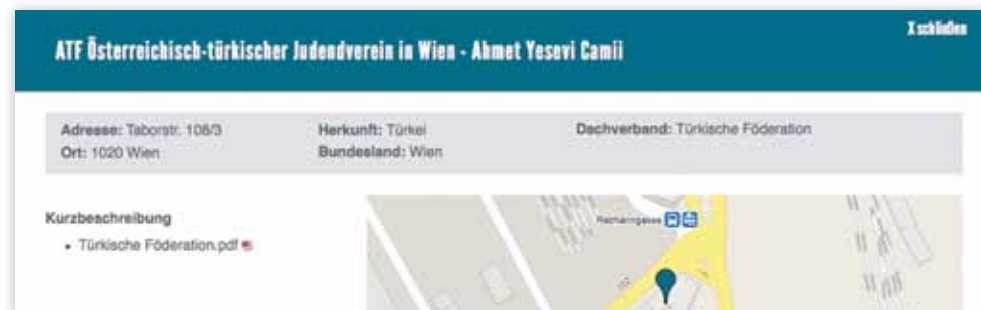 X schließen
ATF Österreichisch-türkischer Judendverein in Wien - Ahmet Yesevi Camii
Adresse: Taborstr. 108/3
Herkunft: Türkei
Dachverband: Türkische Föderation
Ort: 1020 Wien
Bundesland: Wien
Kurzbeschreibung
• Türkische Föderation.pdf